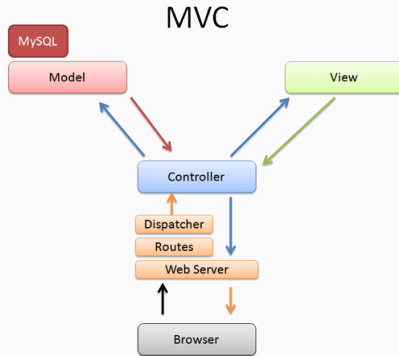 MVC
MySQL
Model
View
Controller
Dispatcher
Routes
Web Server
Browser